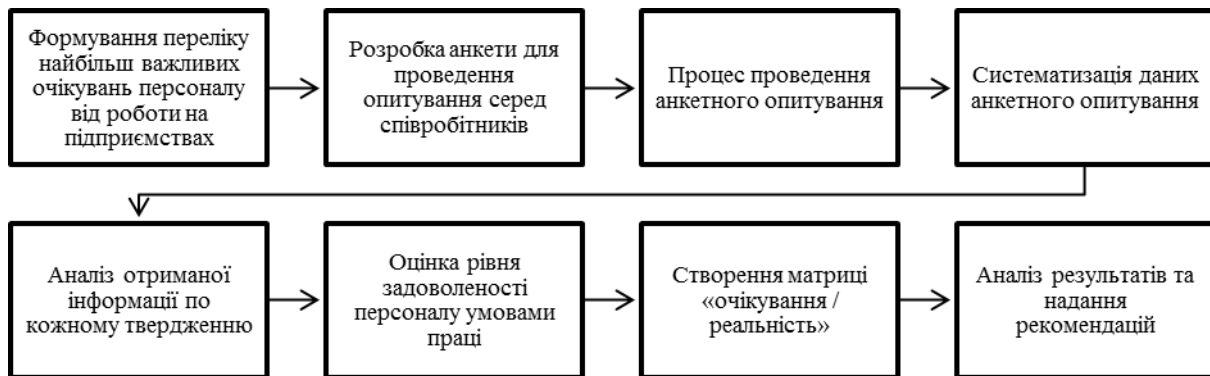 Формування переліку
найбільш важливих
очікувань персоналу
від роботи на
підприємствах
Розробка анкети для
проведення
опитування серед
співробітників
Процес проведення
анкетного опитування
Систематизація даних
анкетного опитування
Аналіз отриманої
інформації по
кожному твердженню
Оцінка рівня
задоволеності
персоналу умовами
праці
Створення матриці
«очікування /
реальність»
Аналіз результатів та
надання
рекомендацій